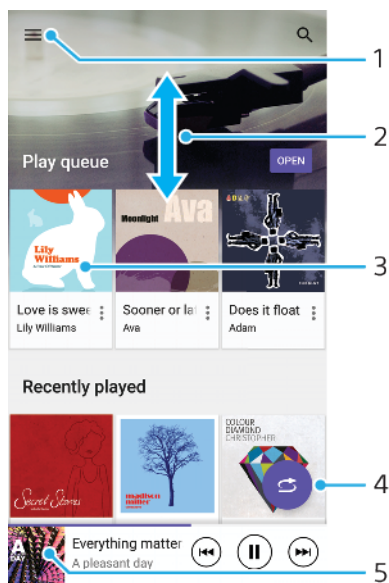 1
2
Play queue
OPEN
Moonlight
Ava
Lily
Williams
3
Love is swee
Sooner or la
Does it float
Lily Williams
Ava
Adam
Recently played
COLOUR
DIAMOND
CHRISTOPHER
Secret Stories
madison
4
A
DAY
Everything matter
A pleasant day
5